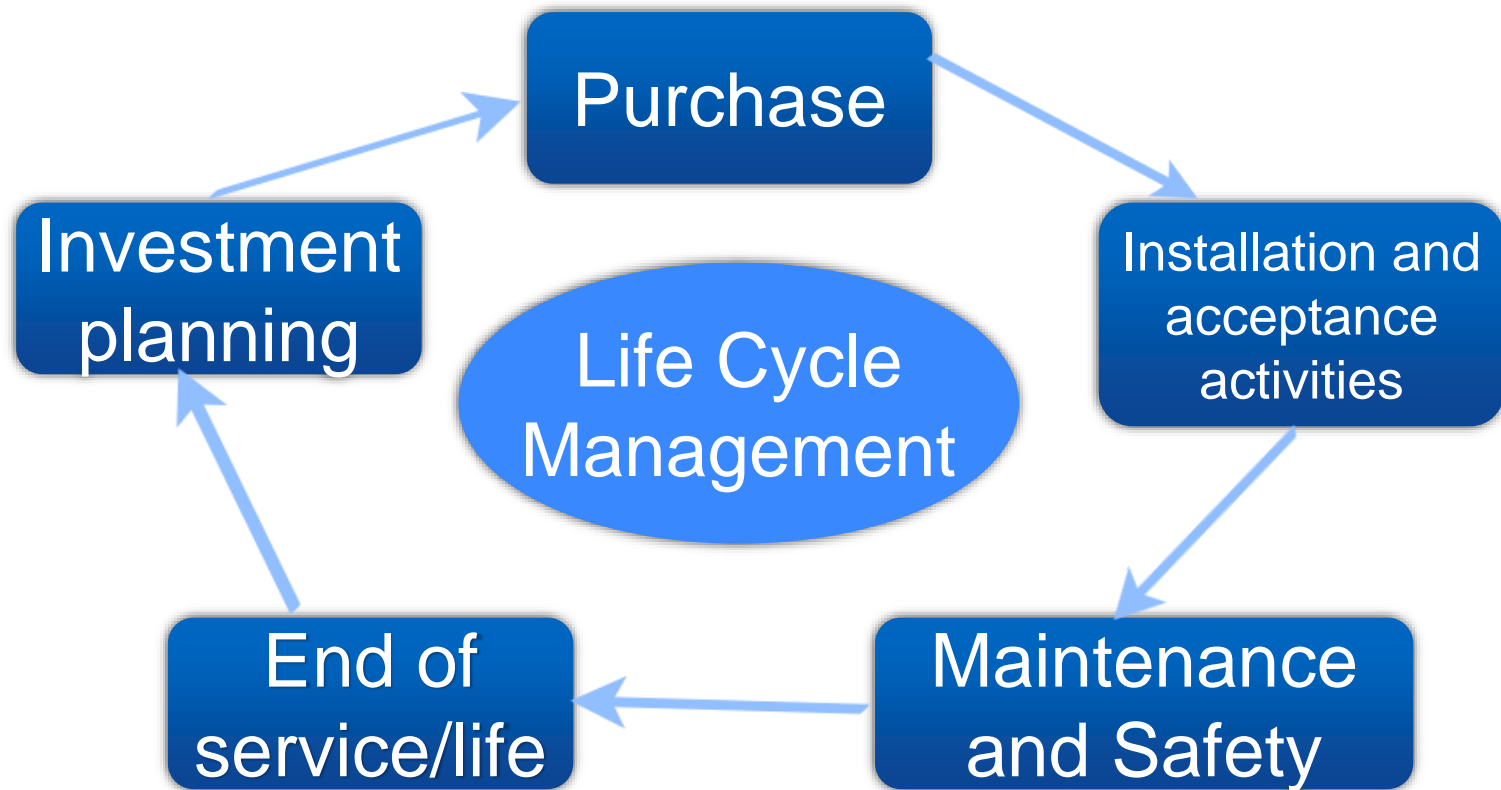 Purchase
Investment
planning
Installation and
acceptance
activities
Life Cycle
Management
End of
service/life
Maintenance
and Safety